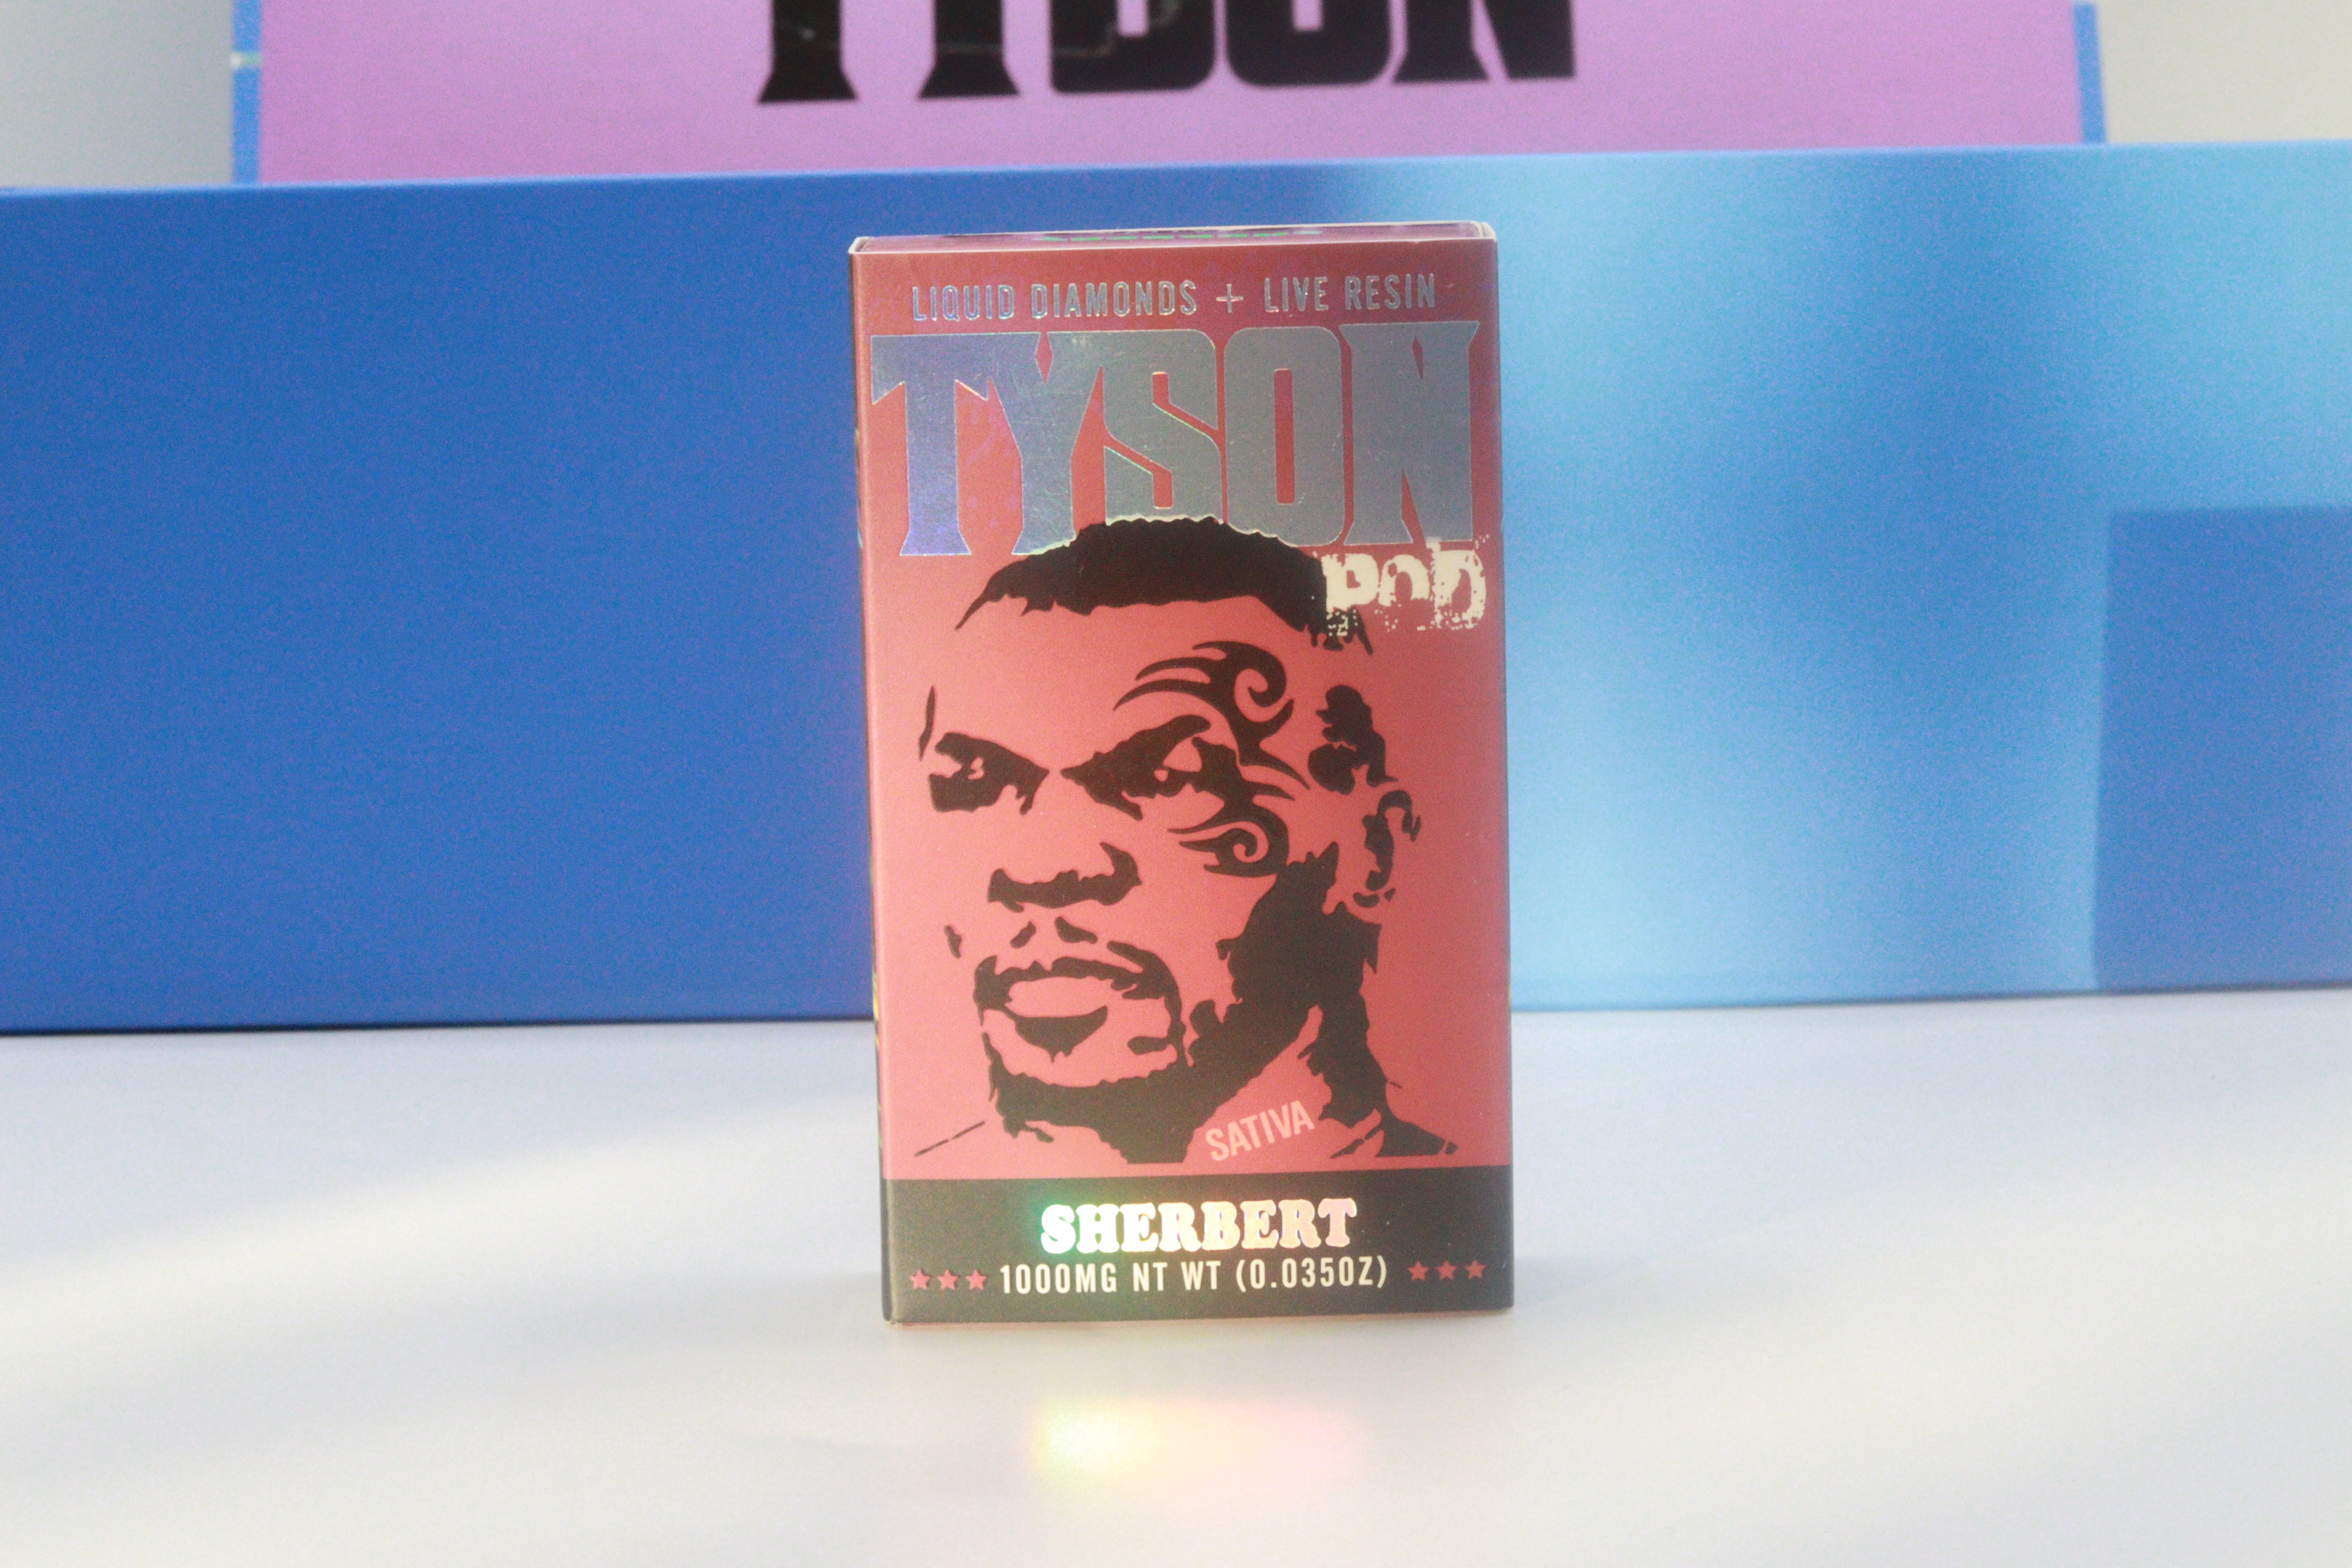 TYSON
LIQUID DIAMONDS + LIVE RESIN
TYSON
POD
SATIVA
SHERBERT
★★★ 1000MG NT WT (0.035OZ) ★★★